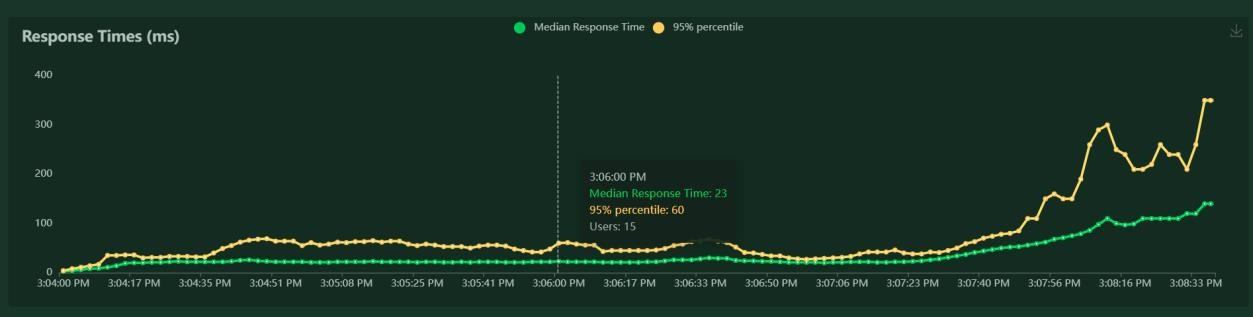 Response Times (ms)
Median Response Time 95% percentile
400
300
200
100
0
3:06:00 PM
Median Response Time: 23
95% percentile: 60
Users: 15
3:04:00 PM 3:04:17 PM 3:04:35 PM 3:04:51 PM 3:05:08 PM 3:05:25 PM 3:05:41 PM 3:06:00 PM 3:06:17 PM 3:06:33 PM 3:06:50 PM 3:07:06 PM 3:07:23 PM 3:07:40 PM 3:07:56 PM 3:08:16 PM 3:08:33 PM